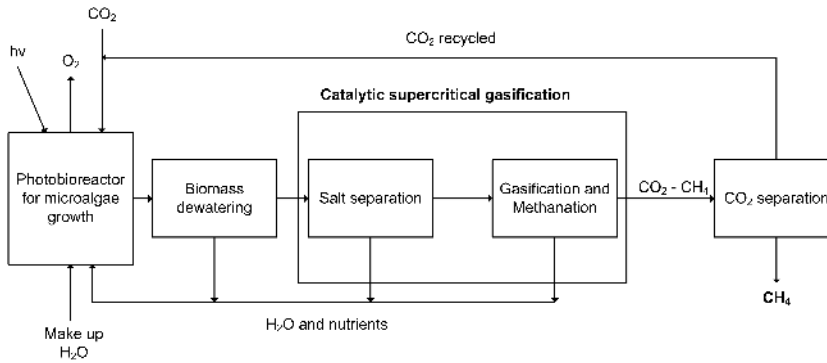 CO₂
hv
O₂
CO₂ recycled
Catalytic supercritical gasification
Photobioreactor
for microalgae
growth
Biomass
dewatering
Salt separation
Gasification and
Methanation
CO₂ - CH₄
CO₂ separation
H₂O and nutrients
Make up
H₂O
CH₄